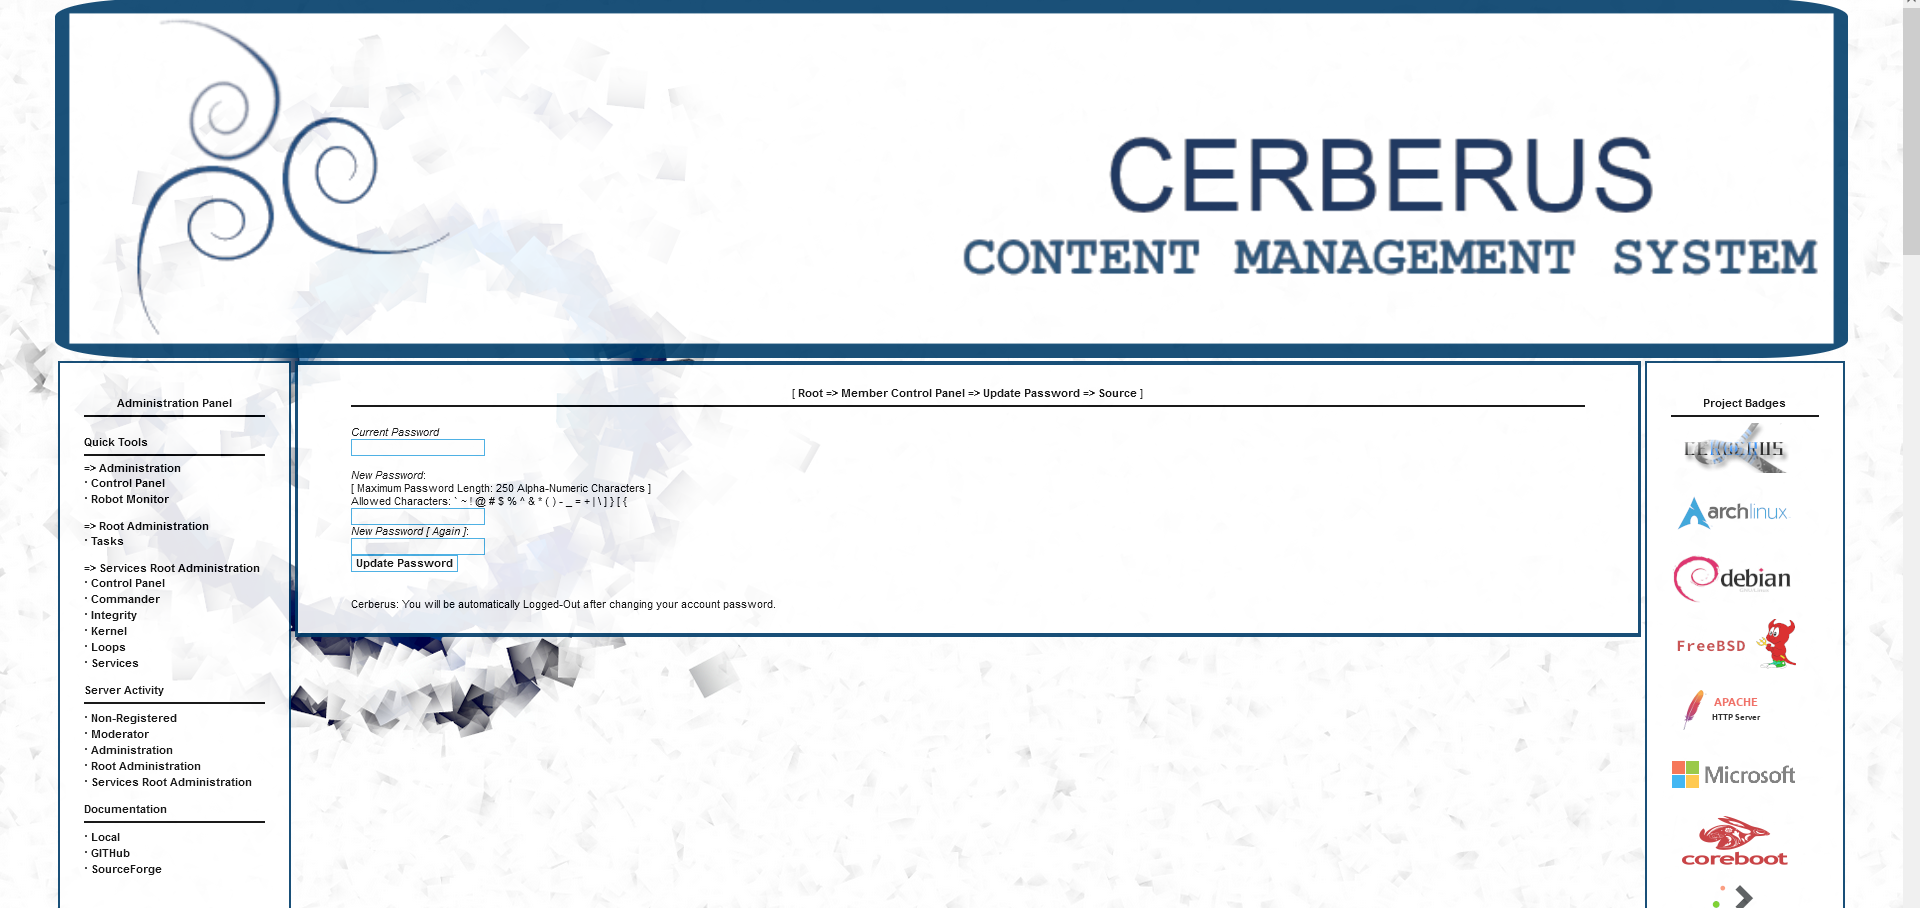 CERBERUS
CONTENT MANAGEMENT SYSTEM
Administration Panel
Quick Tools
=> Administration
· Control Panel
· Robot Monitor
=> Root Administration
· Tasks
=> Services Root Administration
· Control Panel
· Commander
· Integrity
· Kernel
· Loops
· Services
Server Activity
· Non-Registered
· Moderator
· Administration
· Root Administration
· Services Root Administration
Documentation
· Local
· GITHub
· SourceForge
[ Root => Member Control Panel => Update Password => Source ]
Current Password
New Password:
[ Maximum Password Length: 250 Alpha-Numeric Characters ]
Allowed Characters: ` ~ ! @ # $ % ^ & * ( ) - _ = + | \ ] } [ {
New Password [ Again ]:
Update Password
Cerberus: You will be automatically Logged-Out after changing your account password.
Project Badges
CERBERUS
archlinux
debian
FreeBSD
APACHE
HTTP Server
Microsoft
coreboot